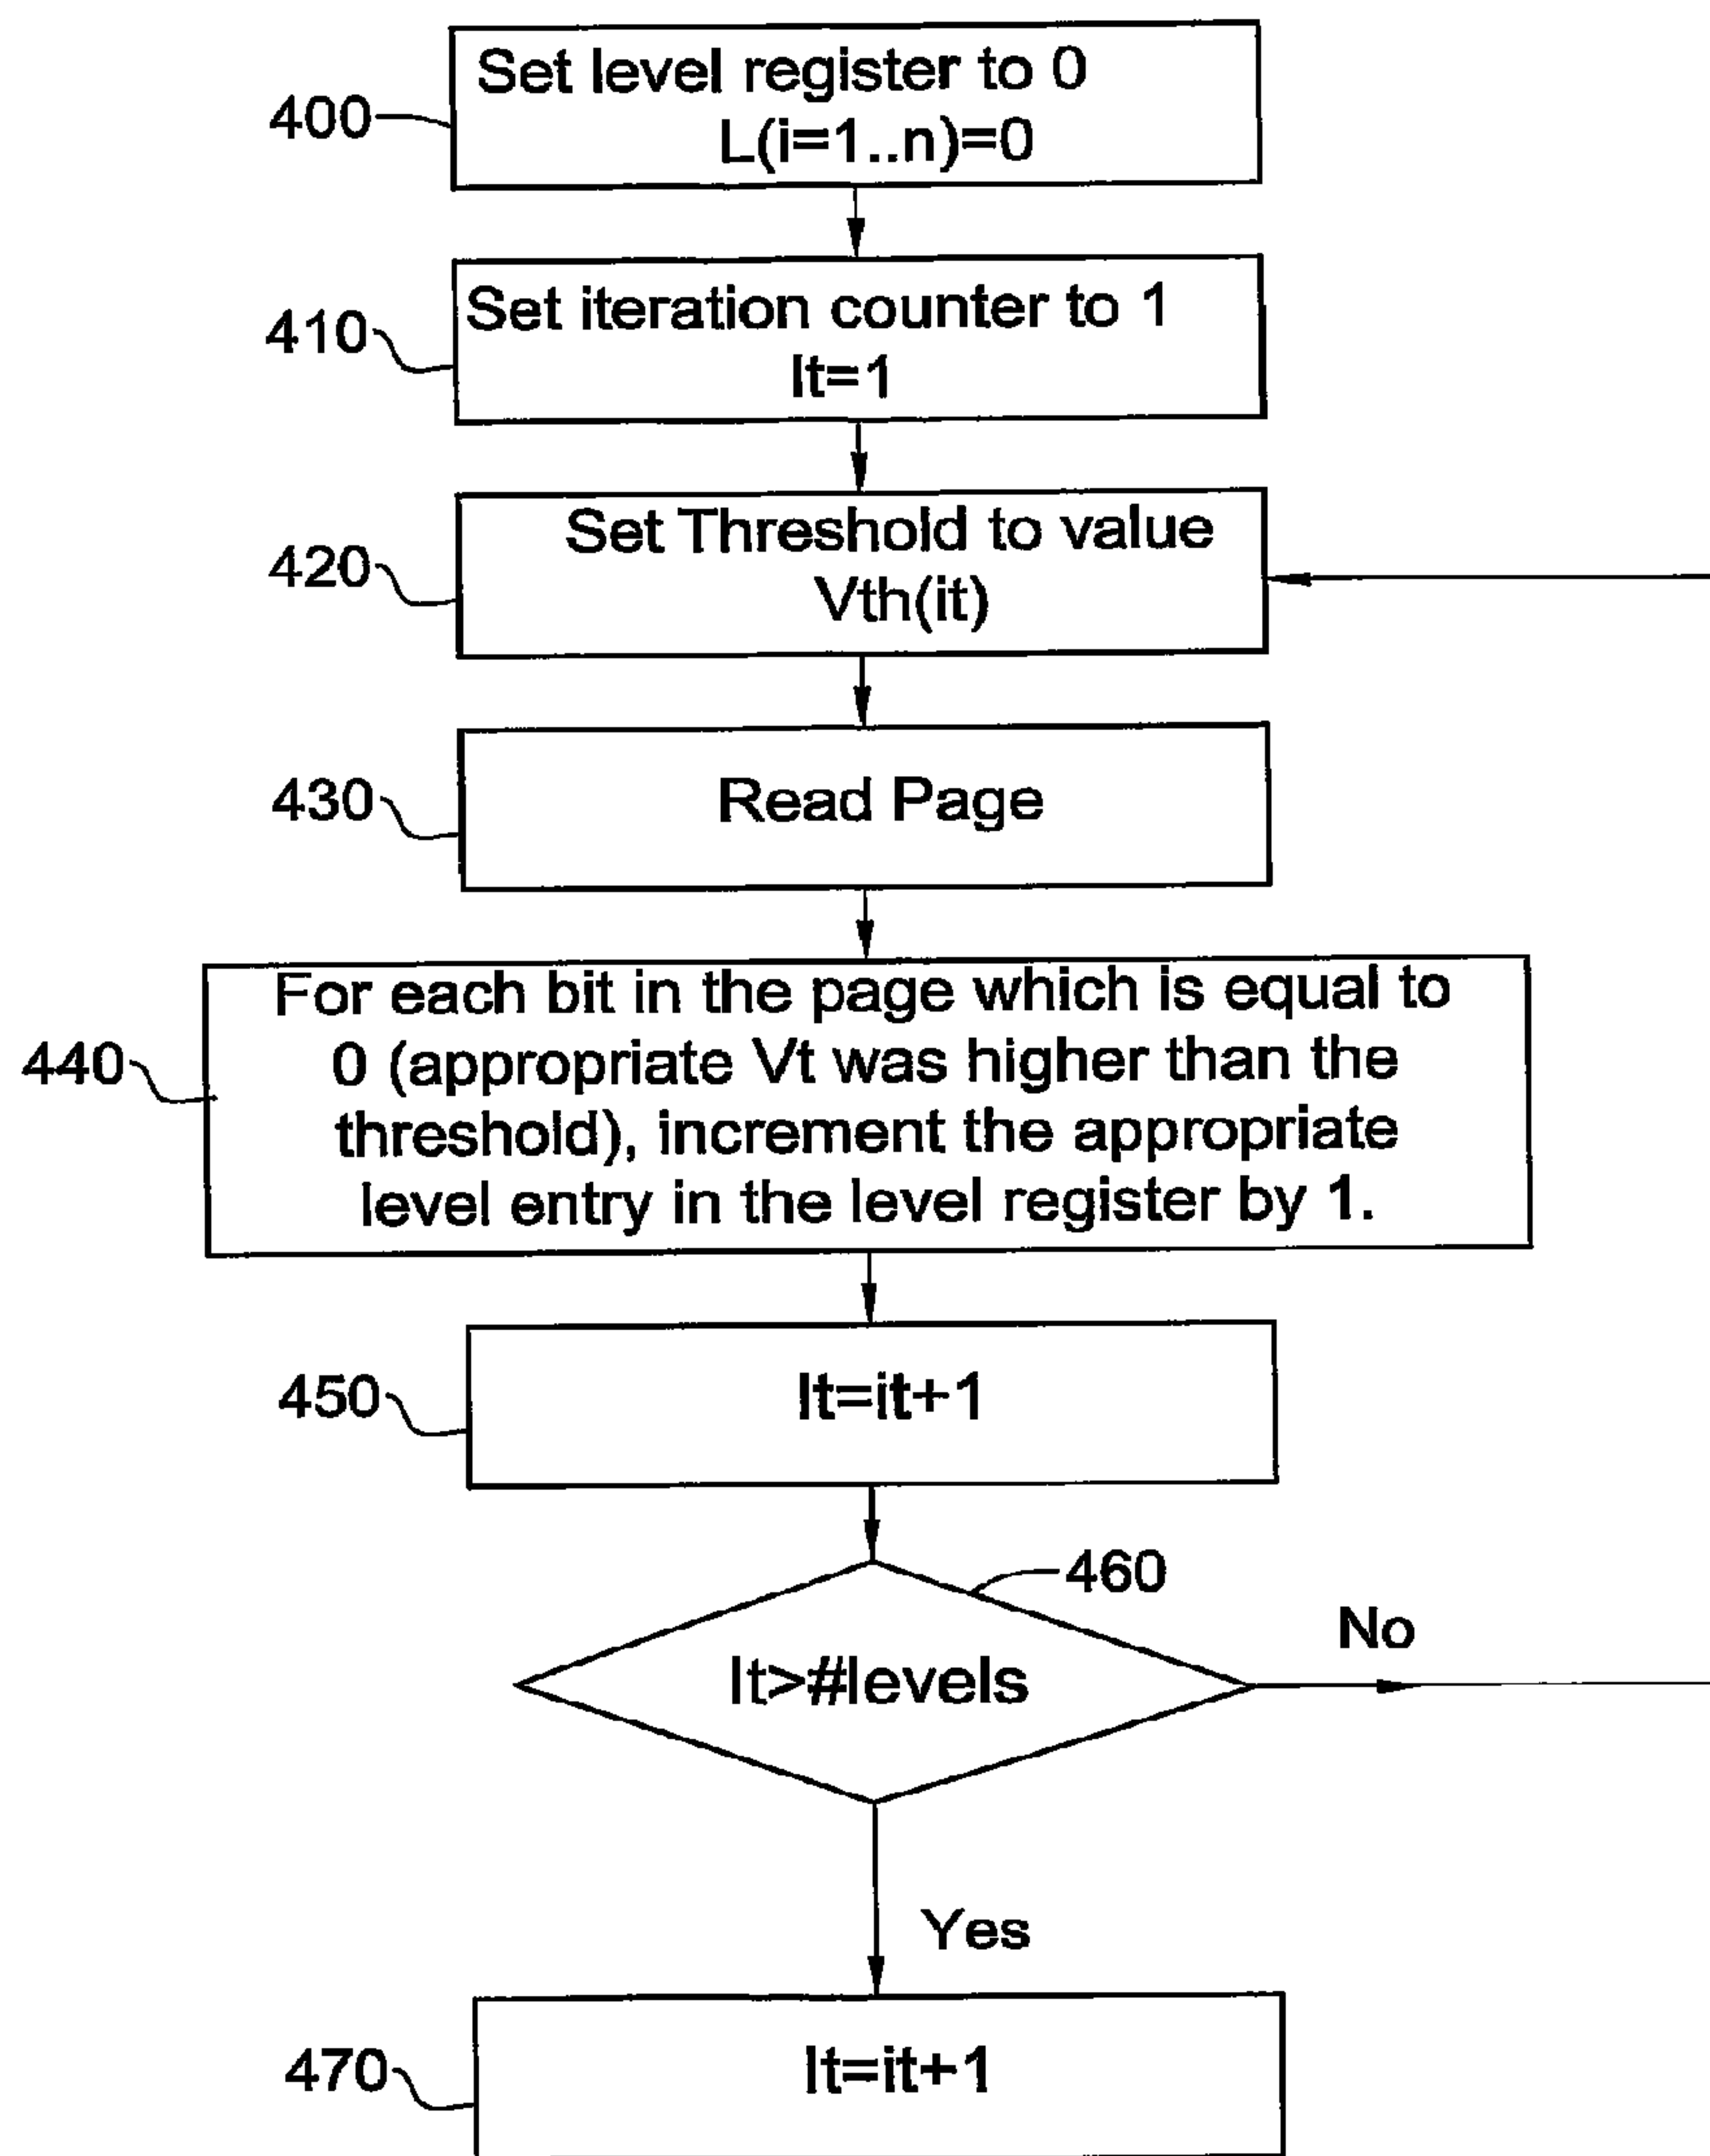 400
Set level register to 0
L(i=1..n)=0
410
Set iteration counter to 1
It=1
420
Set Threshold to value
Vth(it)
430
Read Page
440
For each bit in the page which is equal to
0 (appropriate Vt was higher than the
threshold), increment the appropriate
level entry in the level register by 1.
450
It=it+1
460
It>#levels
No
Yes
470
It=it+1